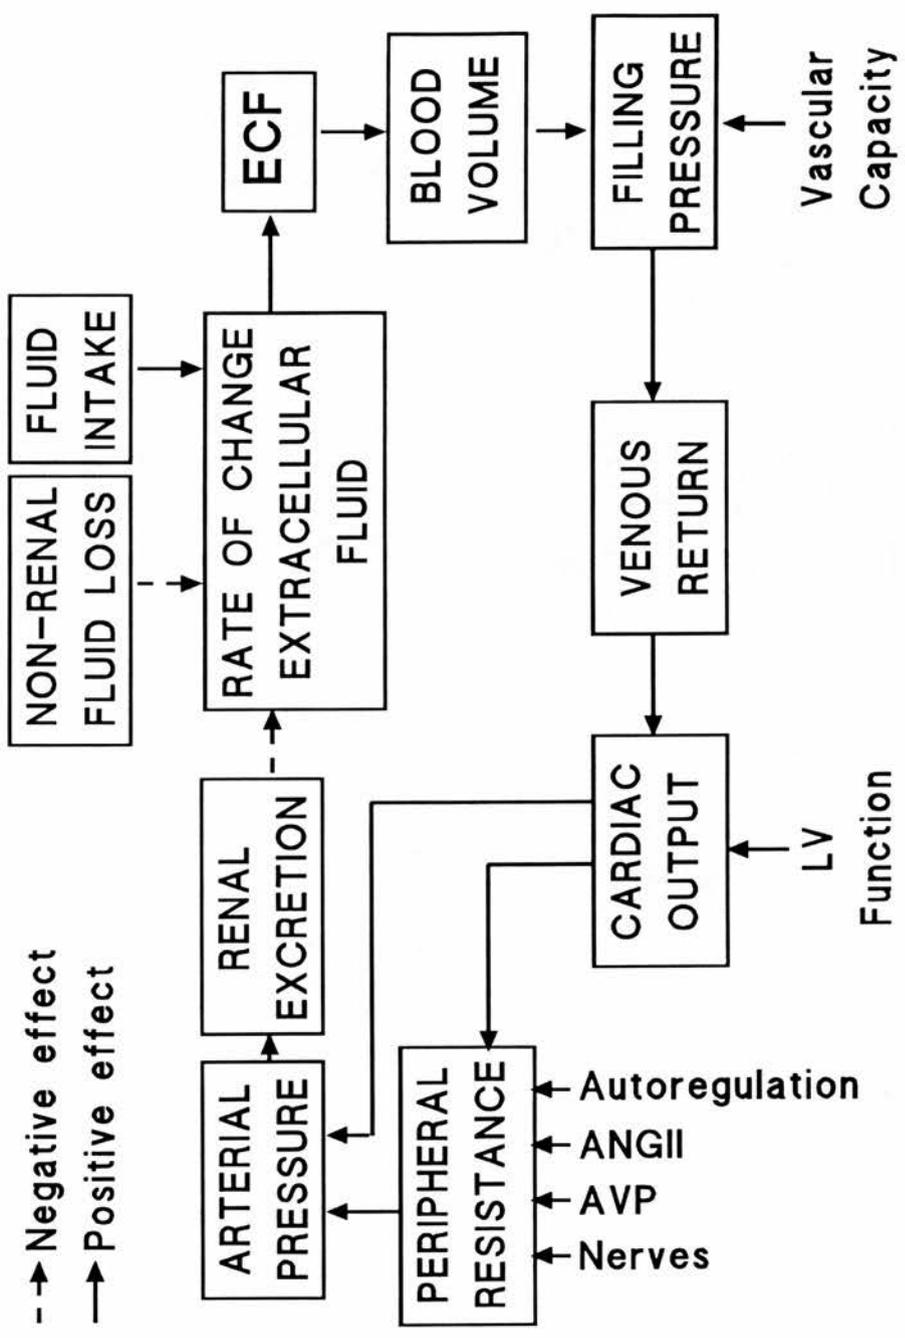 Negative effect
Positive effect
NON-RENAL
FLUID LOSS
FLUID
INTAKE
ARTERIAL
PRESSURE
RENAL
EXCRETION
RATE OF CHANGE
EXTRACELLULAR
FLUID
ECF
BLOOD
VOLUME
PERIPHERAL
RESISTANCE
Autoregulation
ANGII
AVP
Nerves
CARDIAC
OUTPUT
VENOUS
RETURN
FILLING
PRESSURE
LV
Function
Vascular
Capacity